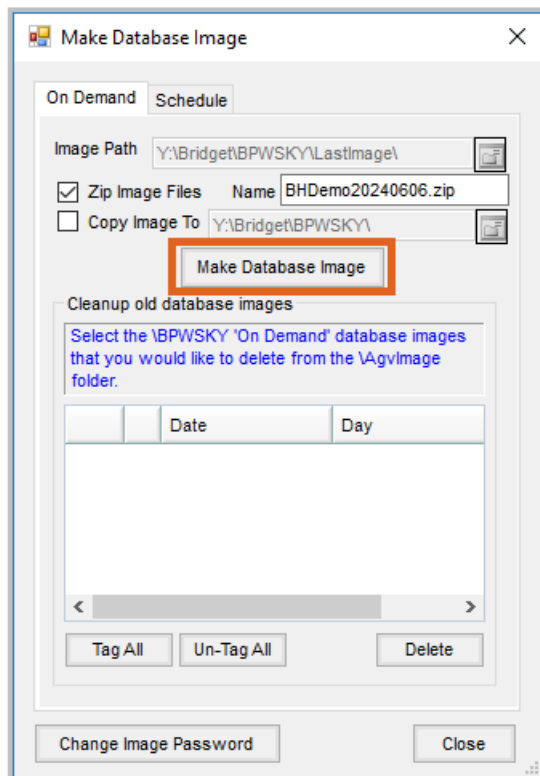 Make Database Image
On Demand Schedule
Image Path Y:\Bridget\BPWSKY\LastImage\
Zip Image Files Name BHDemo20240606.zip
Copy Image To Y:\Bridget\BPWSKY\
Make Database Image
Cleanup old database images
Select the \BPWSKY 'On Demand' database images
that you would like to delete from the \AgvImage
folder.
Date Day
Tag All Un-Tag All Delete
Change Image Password Close